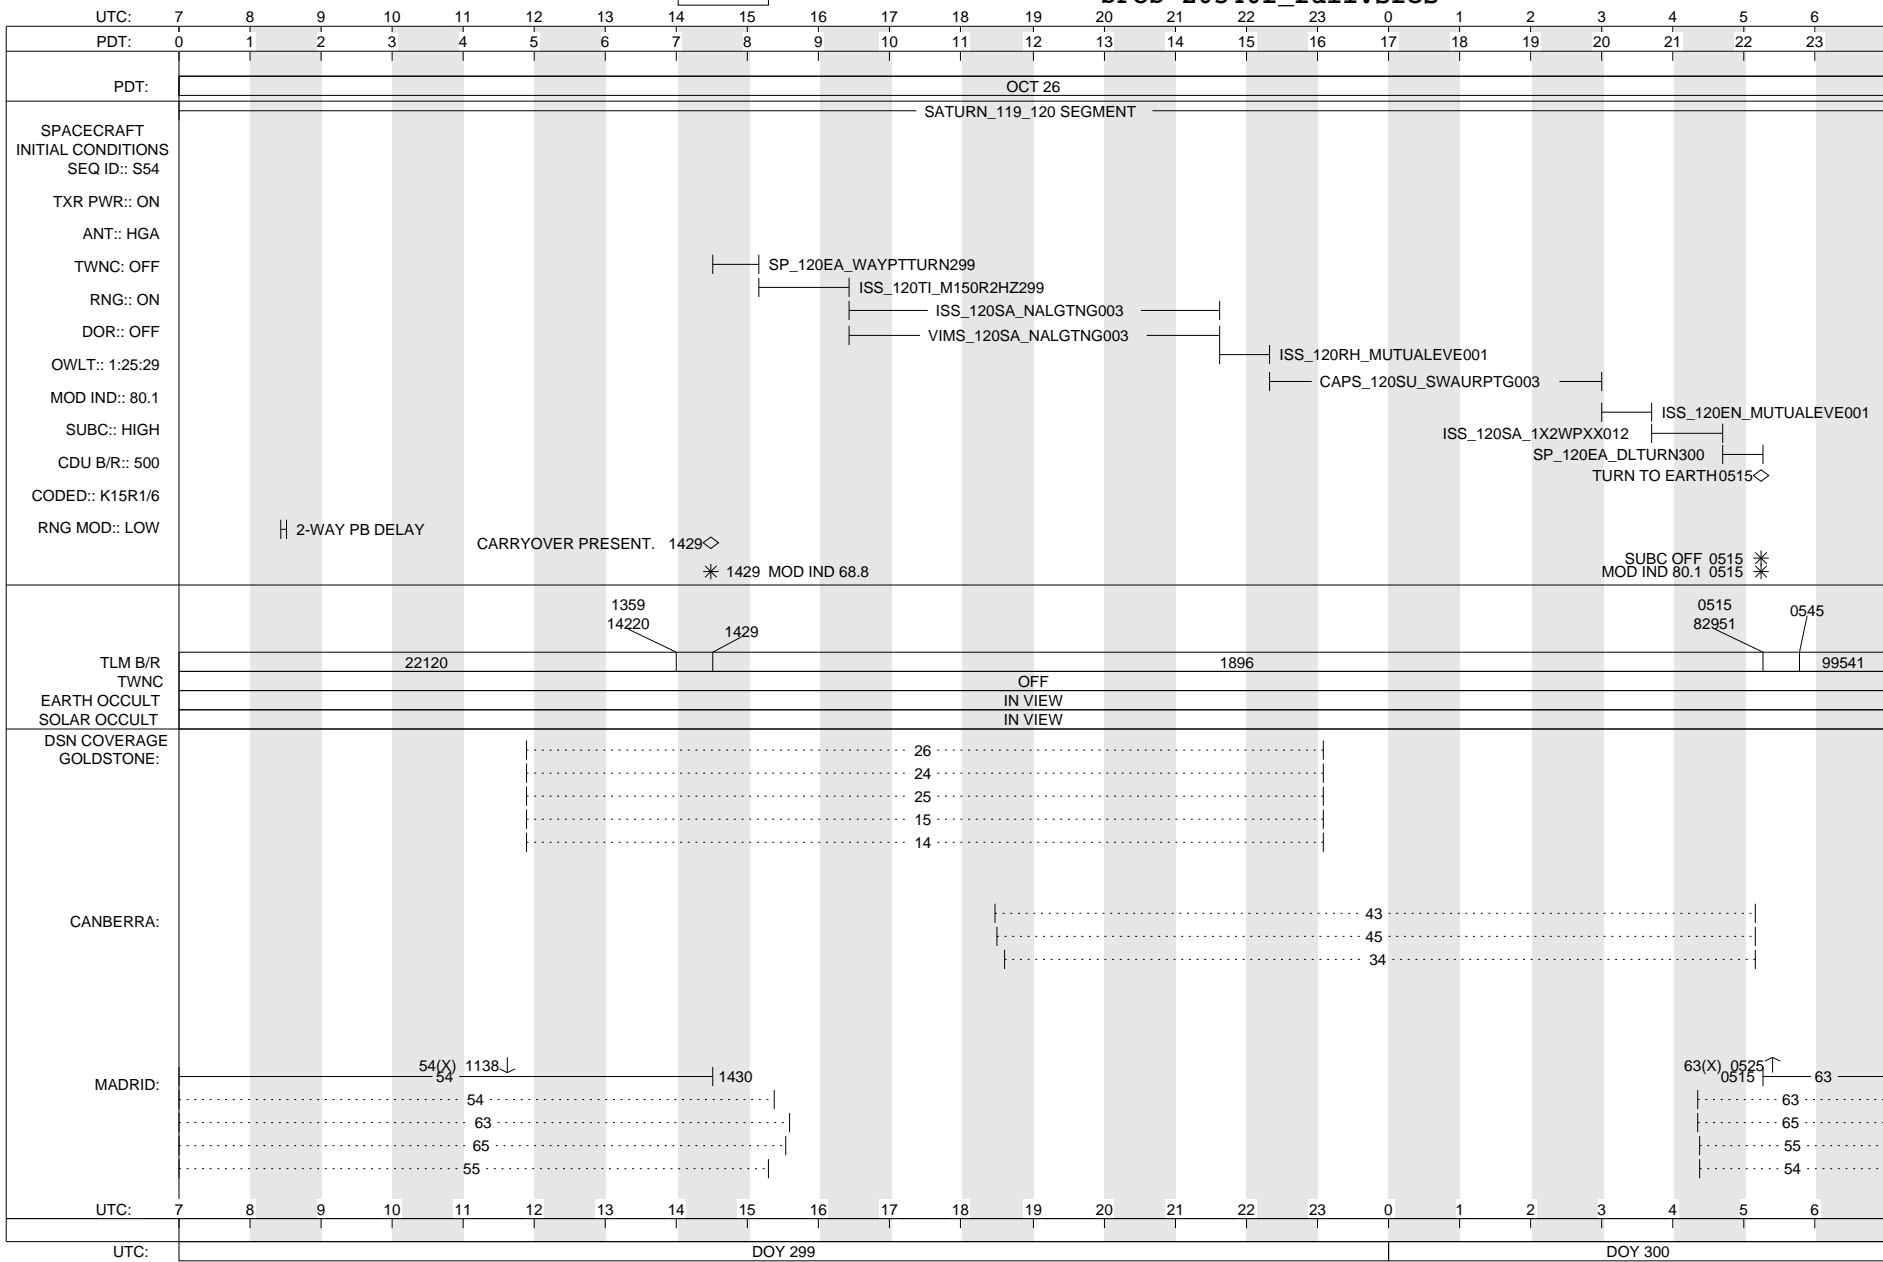 UTC: 7 8 9 10 11 12 13 14 15 16 17 18 19 20 21 22 23 0 1 2 3 4 5 6
PDT: 0 1 2 3 4 5 6 7 8 9 10 11 12 13 14 15 16 17 18 19 20 21 22 23
PDT: OCT 26
SATURN_119_120 SEGMENT
SPACECRAFT
INITIAL CONDITIONS
SEQ ID:: S54
TXR PWR:: ON
ANT:: HGA
TWNC: OFF SP_120EA_WAYPTTURN299
ISS_120TI_M150R2HZ299
RNG:: ON
ISS_120SA_NALGTNG003
DOR:: OFF
VIMS_120SA_NALGTNG003
ISS_120RH_MUTUALEVE001
OWLT:: 1:25:29
CAPS_120SU_SWAURPTG003
MOD IND:: 80.1
ISS_120EN_MUTUALEVE001
SUBC:: HIGH
ISS_120SA_1X2WPXX012
SP_120EA_DLTURN300
CDU B/R:: 500
TURN TO EARTH 0515
CODED:: K15R1/6
RNG MOD:: LOW 2-WAY PB DELAY
CARRYOVER PRESENT. 1429
SUBC OFF 0515
1429 MOD IND 68.8
MOD IND 80.1 0515
1359 0515
0545
14220 82951
1429
TLM B/R 22120 1896 99541
TWNC OFF
EARTH OCCULT IN VIEW
SOLAR OCCULT IN VIEW
DSN COVERAGE
GOLDSTONE: 26
24
25
15
14
CANBERRA: 43
45
34
54(X) 1138 63(X) 0525
MADRID: 54 1430 0515 63
54 63
63 65
65 55
55 54
UTC: 7 8 9 10 11 12 13 14 15 16 17 18 19 20 21 22 23 0 1 2 3 4 5 6
UTC: DOY 299 DOY 300